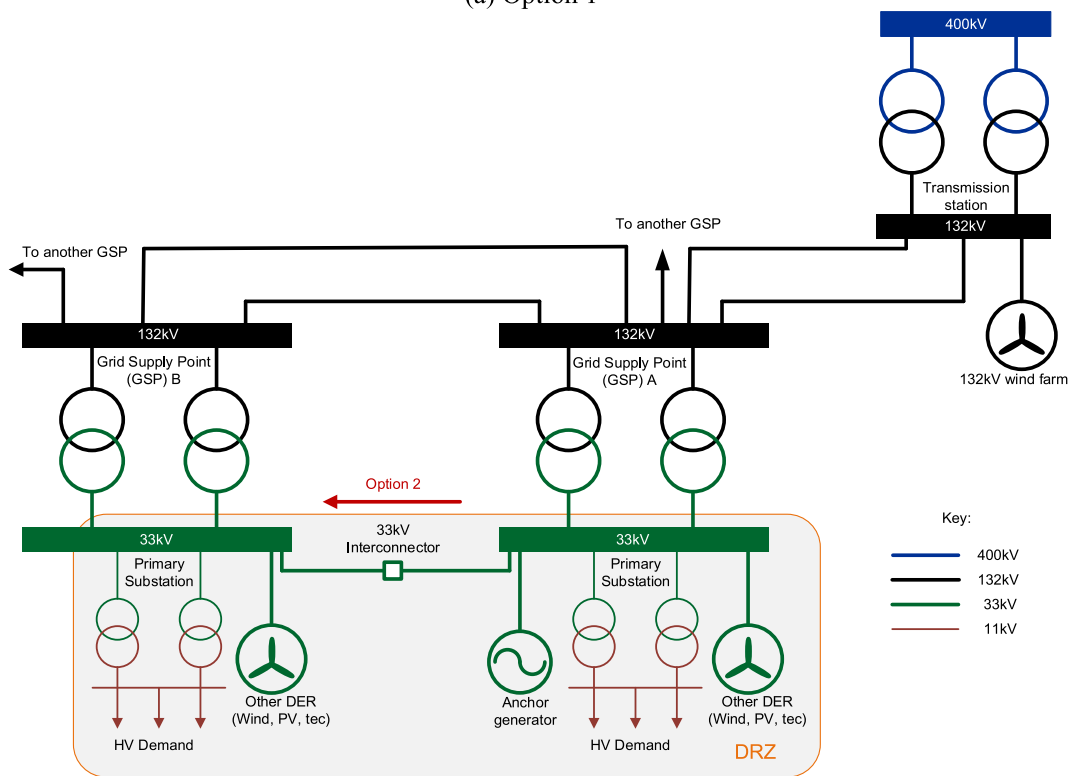 (a) Option 1
400kV
Transmission
station
132kV
To another GSP
To another GSP
132kV
132kV
Grid Supply Point
(GSP) B
Grid Supply Point
(GSP) A
132kV wind farm
Option 2
33kV
33kV
Interconnector
33kV
Primary
Substation
Primary
Substation
Key:
400kV
132kV
33kV
11kV
Other DER
(Wind, PV, tec)
Anchor
generator
Other DER
(Wind, PV, tec)
HV Demand
HV Demand
DRZ